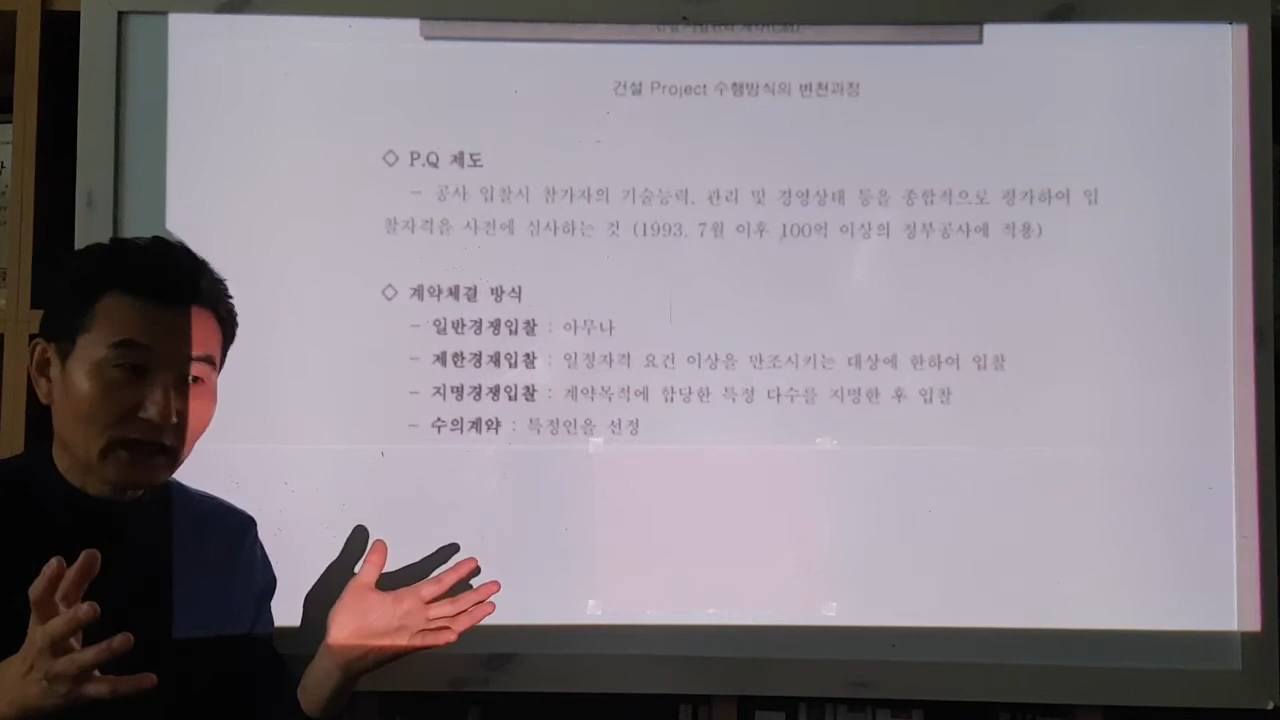 건설 Project 수행방식의 변천과정
◇ P.Q 제도
- 공사 입찰시 참가자의 기술능력, 관리 및 경영상태 등을 종합적으로 평가하여 입
찰자격을 사전에 심사하는 것 (1993. 7월 이후 100억 이상의 정부공사에 적용)
◇ 계약체결 방식
- 일반경쟁입찰 : 아무나
- 제한경재입찰 : 일정자격 요건 이상을 만조시키는 대상에 한하여 입찰
- 지명경쟁입찰 : 계약목적에 합당한 특정 다수를 지명한 후 입찰
- 수의계약 : 특정인을 선정